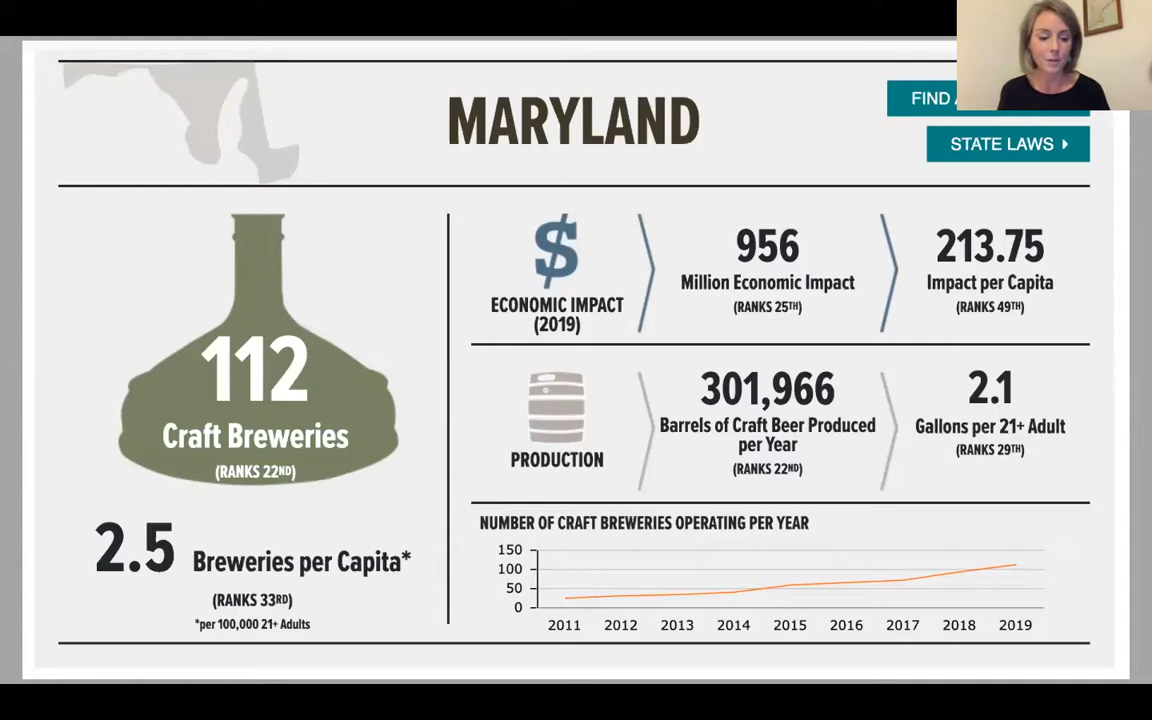 MARYLAND
FIND
STATE LAWS
112
Craft Breweries
(RANKS 22ND)
2.5 Breweries per Capita*
(RANKS 33RD)
*per 100,000 21+ Adults
$
ECONOMIC IMPACT
(2019)
956
Million Economic Impact
(RANKS 25TH)
213.75
Impact per Capita
(RANKS 49TH)
PRODUCTION
301,966
Barrels of Craft Beer Produced
per Year
(RANKS 22ND)
2.1
Gallons per 21+ Adult
(RANKS 29TH)
NUMBER OF CRAFT BREWERIES OPERATING PER YEAR
150
100
50
0
2011 2012 2013 2014 2015 2016 2017 2018 2019